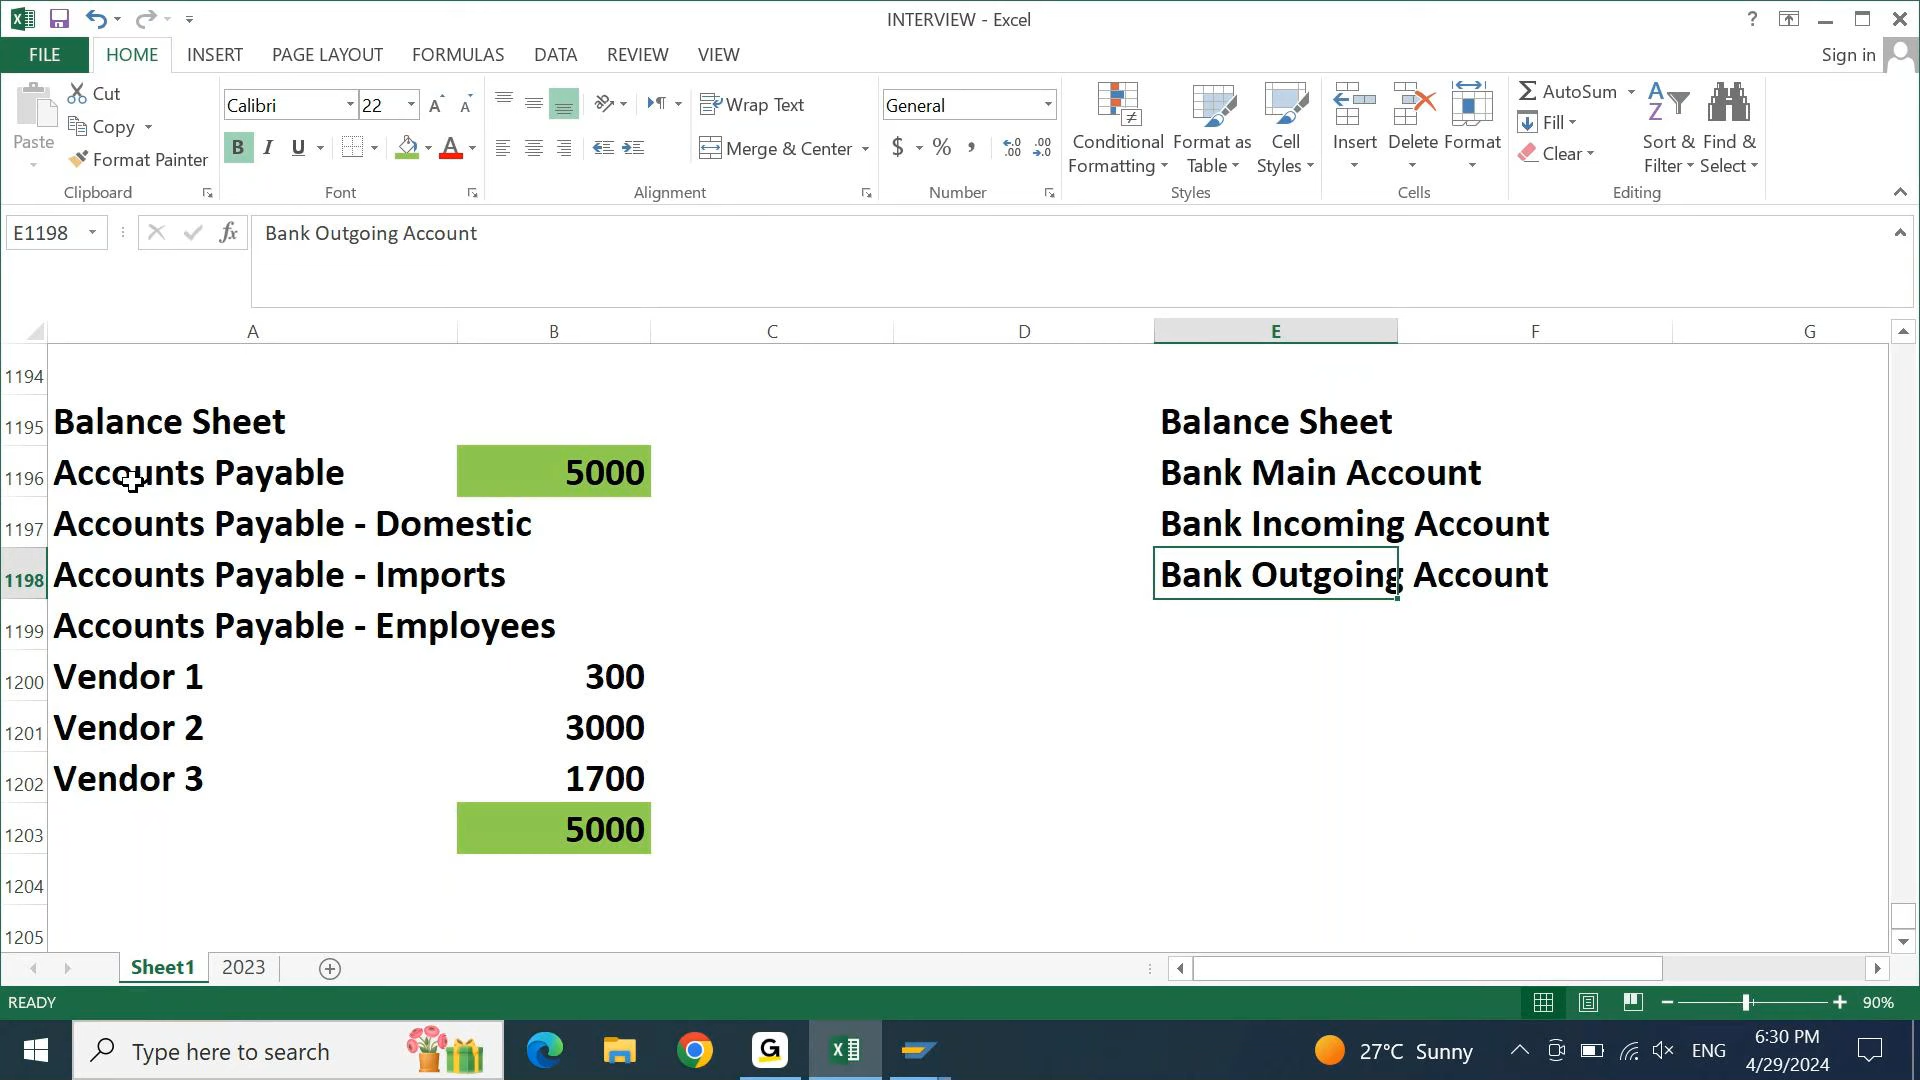 INTERVIEW - Excel
?
FILE HOME INSERT PAGE LAYOUT FORMULAS DATA REVIEW VIEW Sign in
Cut
Copy
Format Painter
Paste
Clipboard
Calibri 22
B I U
Font
Wrap Text
Merge & Center
Alignment
General
$ % ,
Number
Conditional Formatting
Format as Table
Cell Styles
Styles
Insert Delete Format
Cells
AutoSum
Fill
Clear
Sort & Filter
Find & Select
Editing
E1198 fx Bank Outgoing Account
A B C D E F G
1194
1195 Balance Sheet Balance Sheet
1196 Accounts Payable 5000 Bank Main Account
1197 Accounts Payable - Domestic Bank Incoming Account
1198 Accounts Payable - Imports Bank Outgoing Account
1199 Accounts Payable - Employees
1200 Vendor 1 300
1201 Vendor 2 3000
1202 Vendor 3 1700
1203 5000
1204
1205
Sheet1 2023
READY 90%
Type here to search
27°C Sunny
ENG
6:30 PM
4/29/2024